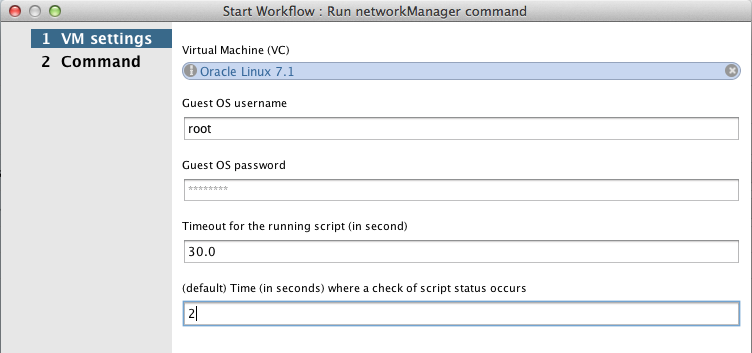 Start Workflow : Run networkManager command
1 VM settings
2 Command
Virtual Machine (VC)
Oracle Linux 7.1
Guest OS username
root
Guest OS password
********
Timeout for the running script (in second)
30.0
(default) Time (in seconds) where a check of script status occurs
2